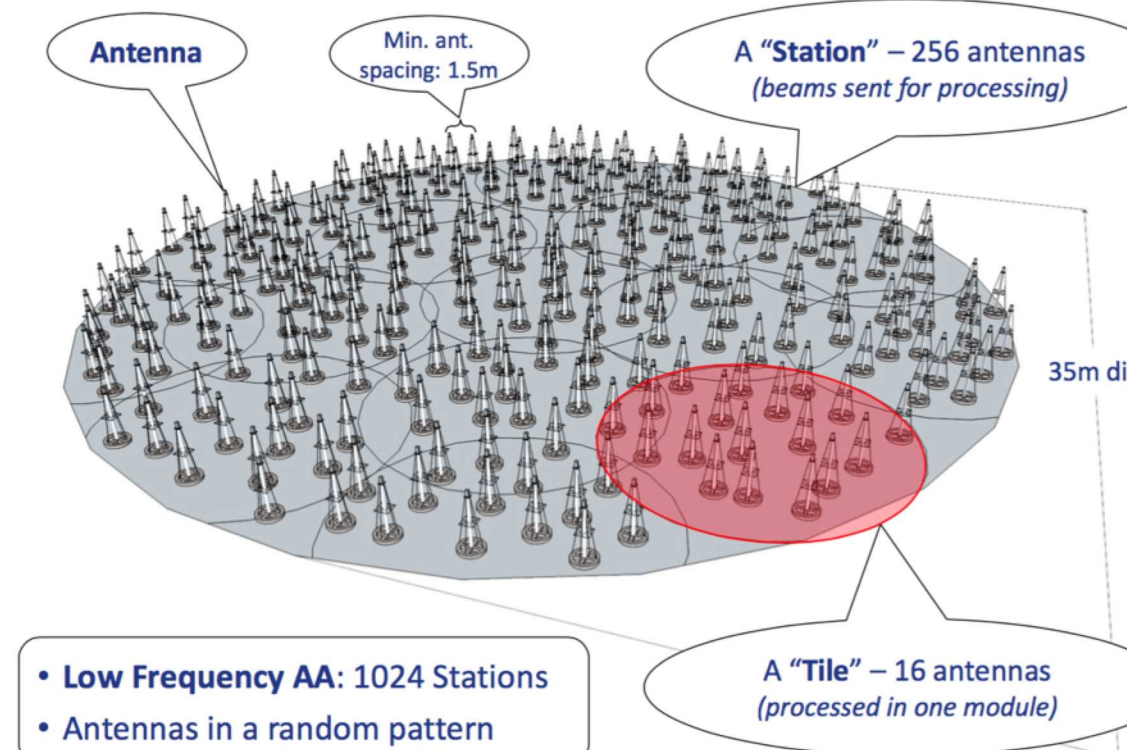 Antenna
Min. ant.
spacing: 1.5m
A “Station” – 256 antennas
(beams sent for processing)
35m di
• Low Frequency AA: 1024 Stations
• Antennas in a random pattern
A “Tile” – 16 antennas
(processed in one module)